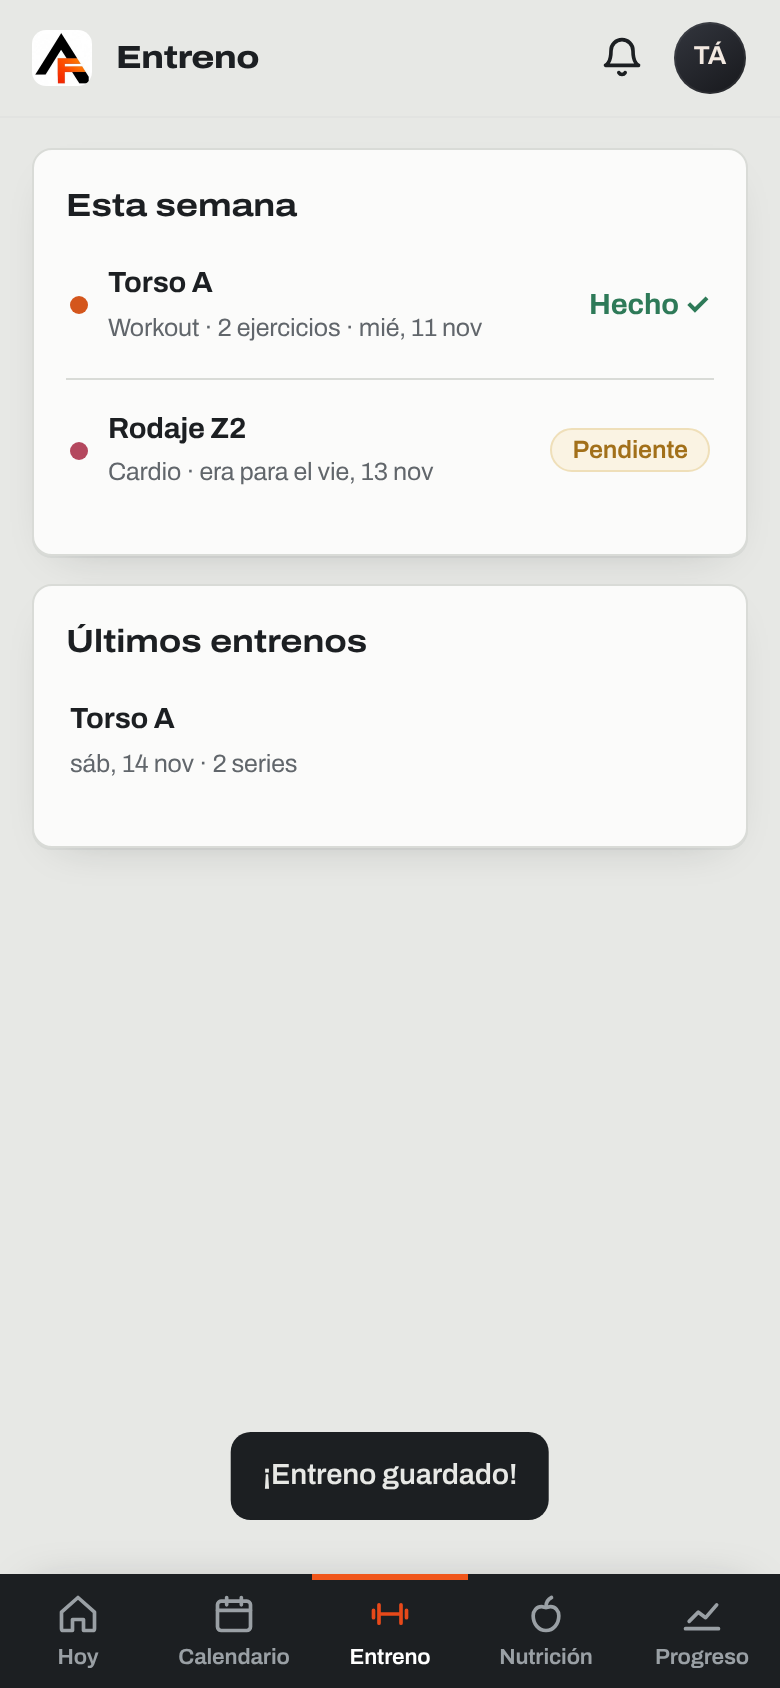 Entreno
TÁ
Esta semana
Torso A
Workout · 2 ejercicios · mié, 11 nov
Hecho ✓
Rodaje Z2
Cardio · era para el vie, 13 nov
Pendiente
Últimos entrenos
Torso A
sáb, 14 nov · 2 series
¡Entreno guardado!
Hoy
Calendario
Entreno
Nutrición
Progreso